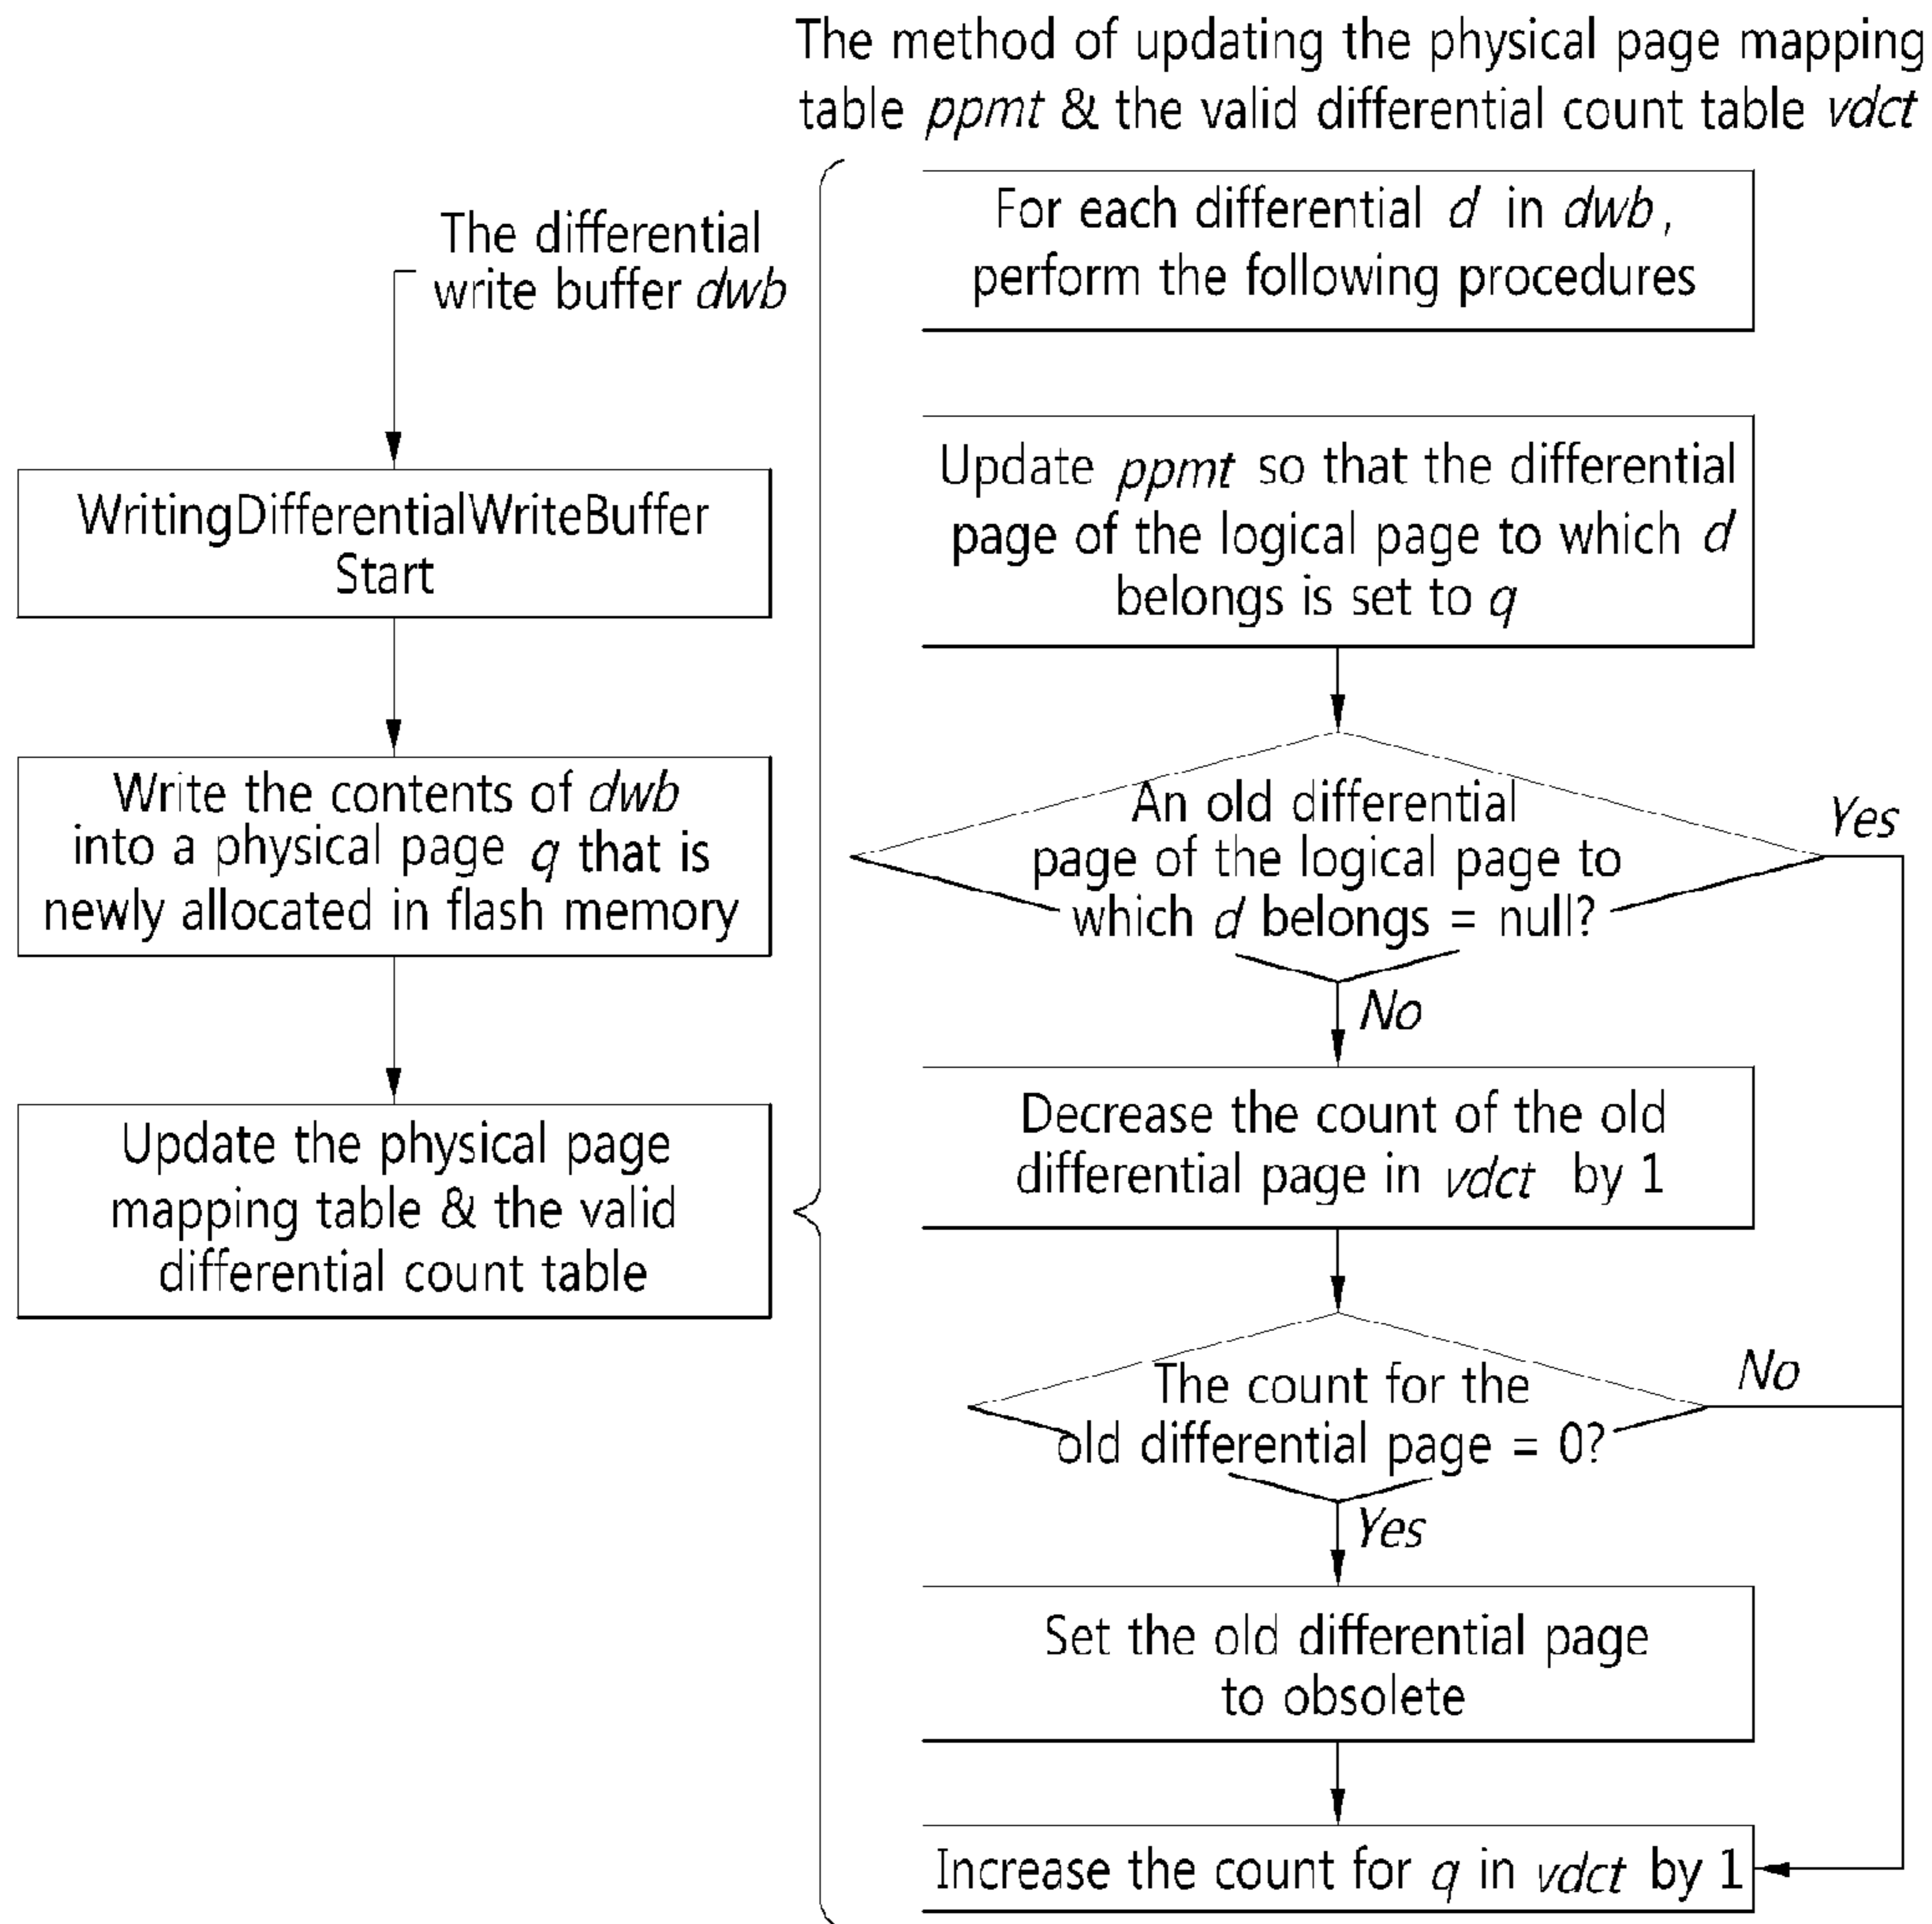 The method of updating the physical page mapping
table ppmt & the valid differential count table vdct
The differential
write buffer dwb
WritingDifferentialWriteBuffer
Start
Write the contents of dwb
into a physical page q that is
newly allocated in flash memory
Update the physical page
mapping table & the valid
differential count table
For each differential d in dwb,
perform the following procedures
Update ppmt so that the differential
page of the logical page to which d
belongs is set to q
An old differential
page of the logical page to
which d belongs = null?
Yes
No
Decrease the count of the old
differential page in vdct by 1
The count for the
old differential page = 0?
No
Yes
Set the old differential page
to obsolete
Increase the count for q in vdct by 1